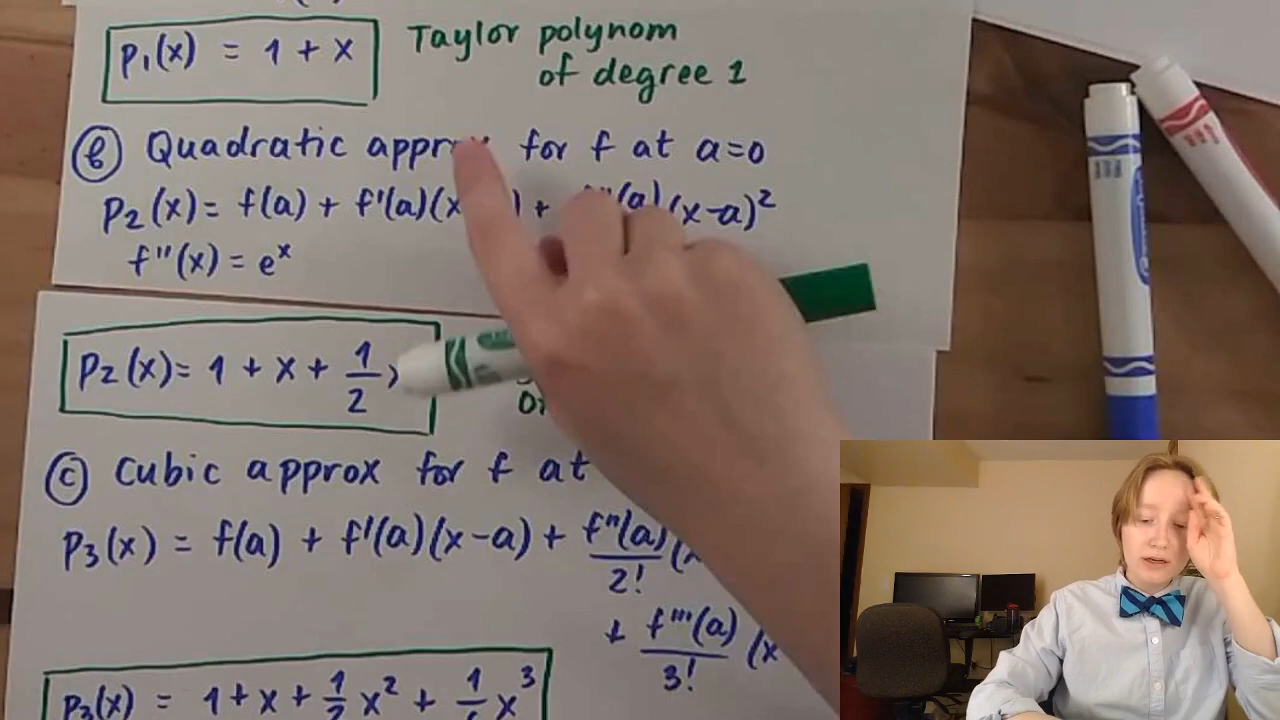 P₁(x) = 1 + x
Taylor polynom
of degree 1
ⓑ Quadratic approx for f at a=0
P₂(x) = f(a) + f'(a)(x ) + f''(a) (x-a)²
f''(x) = eˣ
P₂(x) = 1 + x + 1/2
ⓒ Cubic approx for f at
P₃(x) = f(a) + f'(a)(x-a) + f''(a)/2! (
+ f'''(a)/3! (x
P₃(x) = 1 + x + 1/2 x² + 1/6 x³